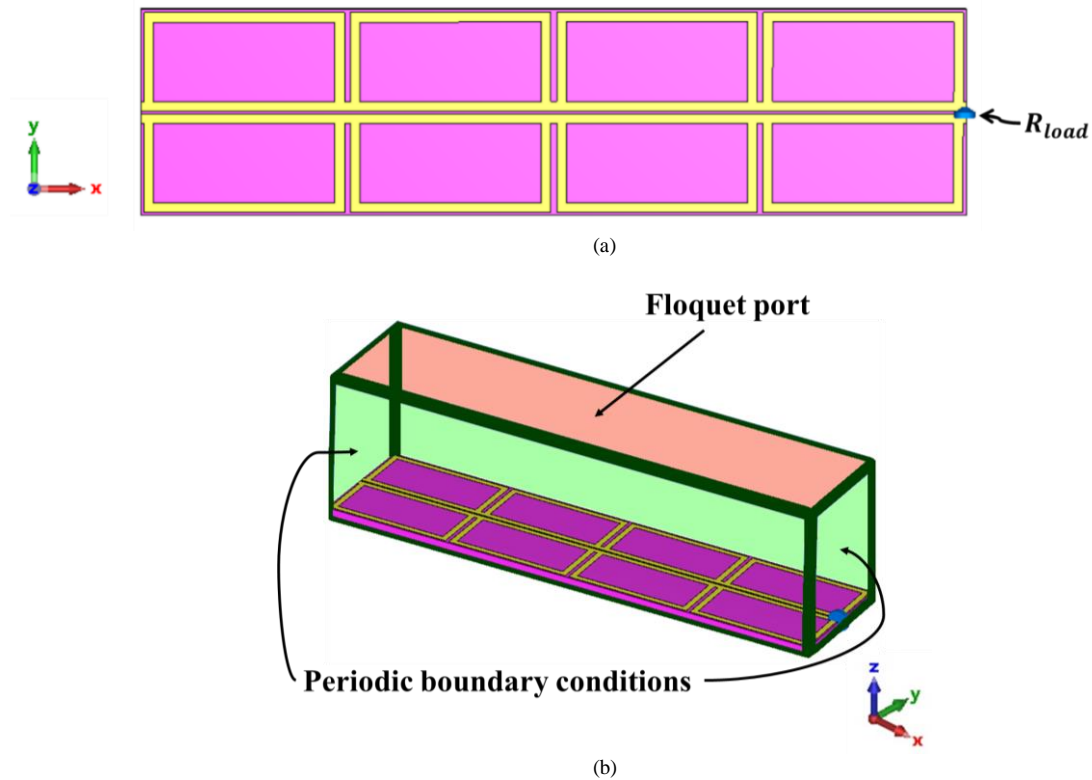 y
z
x
R_load
(a)
Floquet port
Periodic boundary conditions
z
y
x
(b)